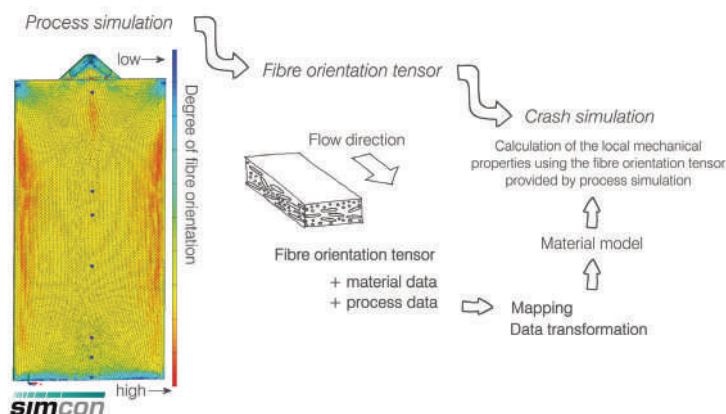 Process simulation
low
Degree of fibre orientation
high
simcon
Fibre orientation tensor
Flow direction
Fibre orientation tensor
+ material data
+ process data
Crash simulation
Calculation of the local mechanical
properties using the fibre orientation tensor
provided by process simulation
Material model
Mapping
Data transformation